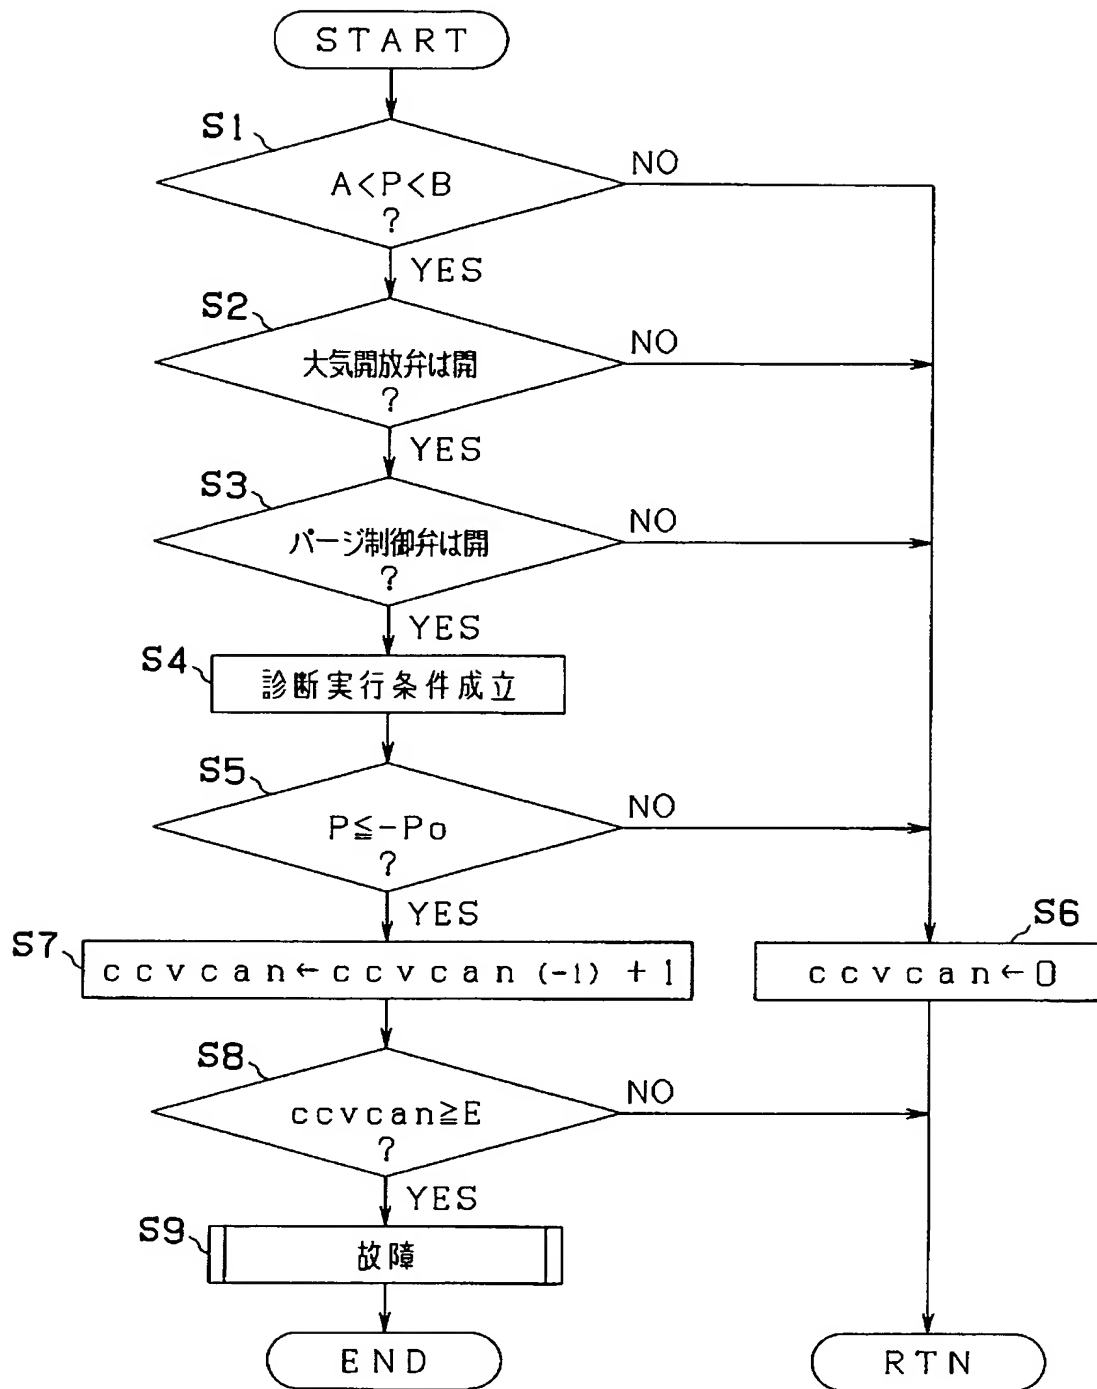 START
S1
A<P<B
?
NO
YES
S2
大気開放弁は開
?
NO
YES
S3
パージ制御弁は開
?
NO
YES
S4
診断実行条件成立
S5
P≦-Po
?
NO
YES
S6
ccvcan←0
S7
ccvcan←ccvcan(-1)+1
S8
ccvcan≧E
?
NO
YES
S9
故障
END
RTN